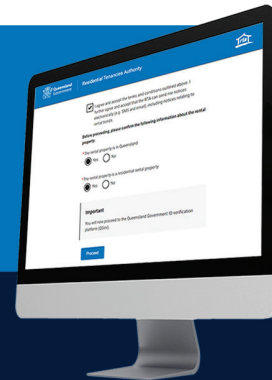 Queensland
Government
Residential Tenancies Authority
rta
I agree and accept the terms and conditions outlined above. I
further agree and accept that the RTA can send me notices
electronically (e.g. SMS and email), including notices relating to
rental bonds.
Before proceeding please confirm the following information about the rental
property:
*The rental property is in Queensland
Yes No
*The rental property is a residential rental property
Yes No
Important
You will now proceed to the Queensland Government ID verification
platform (QGov).
Proceed